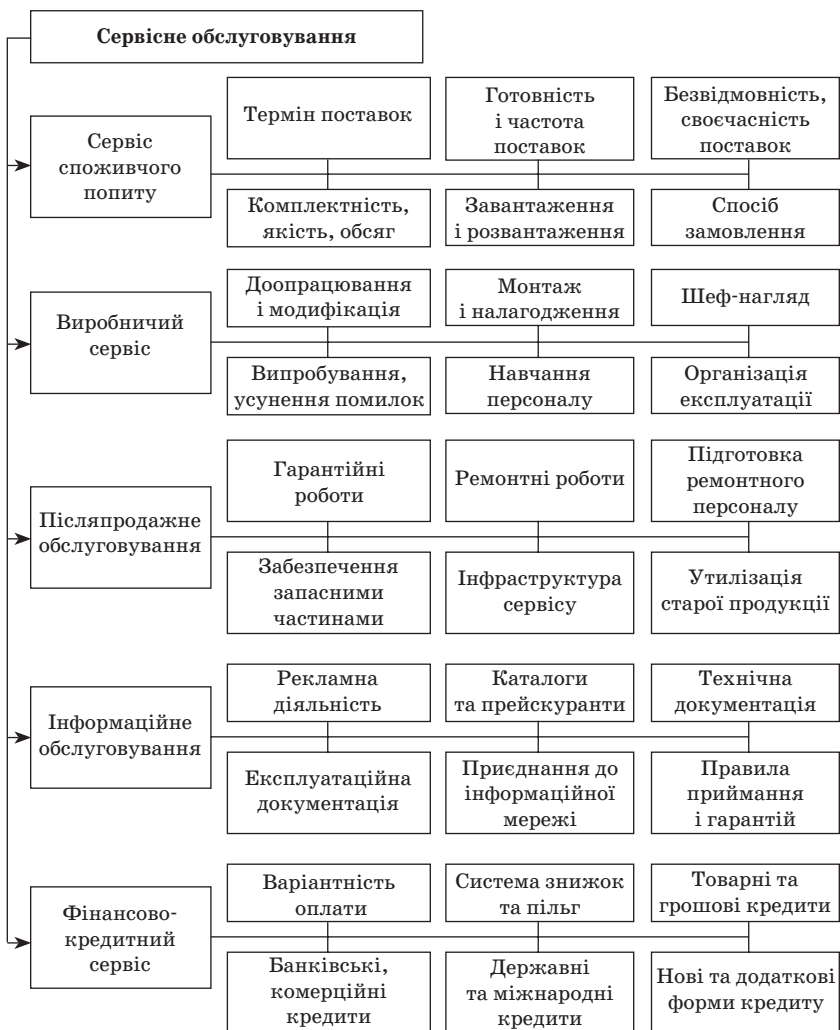 Сервісне обслуговування
Сервіс
споживчого
попиту
Термін поставок
Готовність
і частота
поставок
Безвідмовність,
своєчасність
поставок
Комплектність,
якість, обсяг
Завантаження
і розвантаження
Спосіб
замовлення
Виробничий
сервіс
Доопрацювання
і модифікація
Монтаж
і налагодження
Шеф-нагляд
Випробування,
усунення помилок
Навчання
персоналу
Організація
експлуатації
Післяпродажне
обслуговування
Гарантійні
роботи
Ремонтні роботи
Підготовка
ремонтного
персоналу
Забезпечення
запасними
частинами
Інфраструктура
сервісу
Утилізація
старої продукції
Інформаційне
обслуговування
Рекламна
діяльність
Каталоги
та прейскуранти
Технічна
документація
Експлуатаційна
документація
Приєднання до
інформаційної
мережі
Правила
приймання
і гарантій
Фінансово-
кредитний
сервіс
Варіантність
оплати
Система знижок
та пільг
Товарні та
грошові кредити
Банківські,
комерційні
кредити
Державні
та міжнародні
кредити
Нові та додаткові
форми кредиту